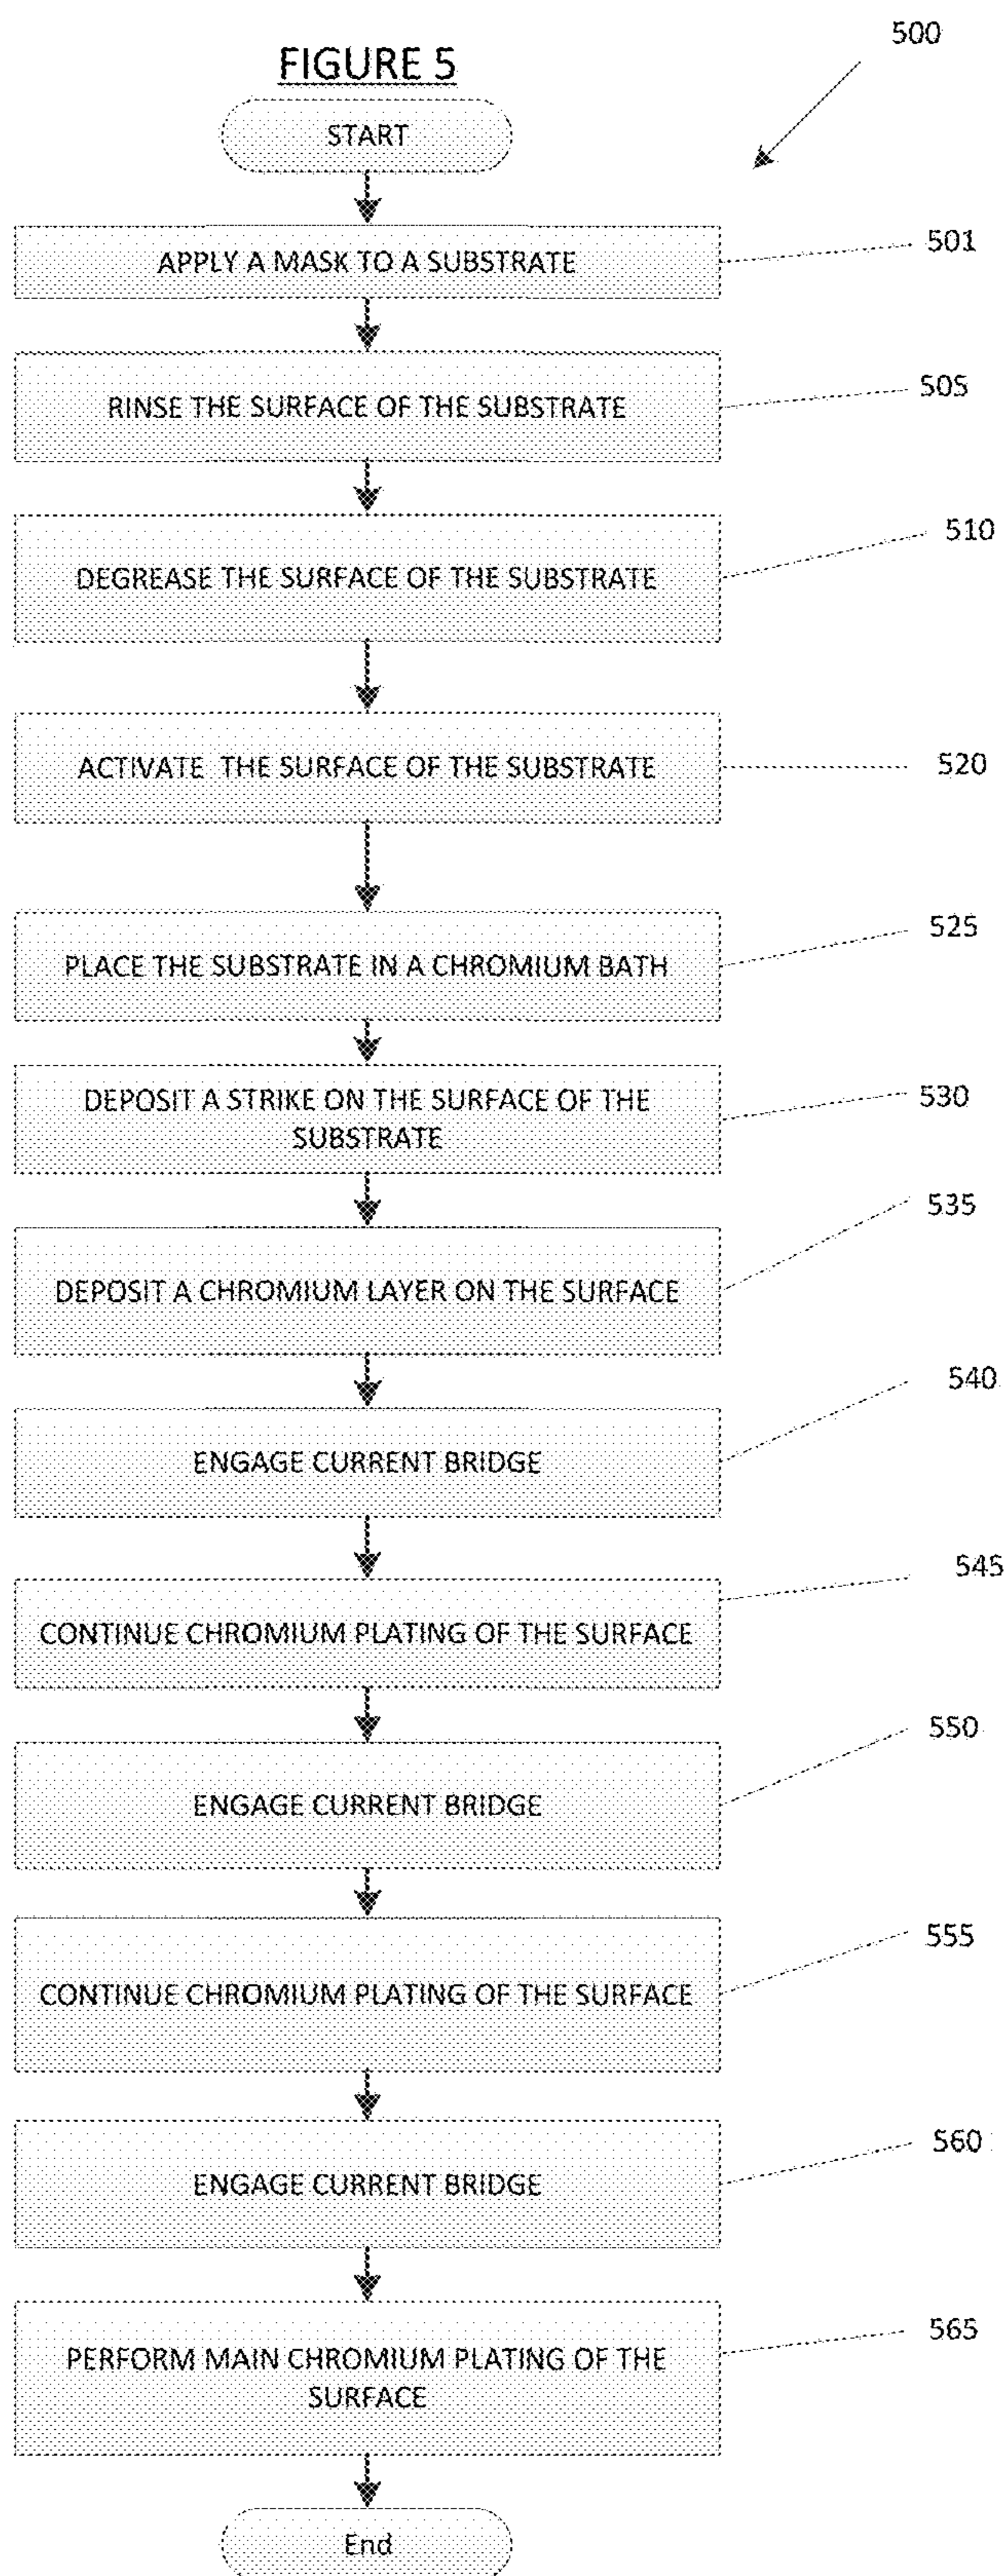 500
FIGURE 5
START
APPLY A MASK TO A SUBSTRATE
501
RINSE THE SURFACE OF THE SUBSTRATE
505
DEGREASE THE SURFACE OF THE SUBSTRATE
510
ACTIVATE THE SURFACE OF THE SUBSTRATE
520
PLACE THE SUBSTRATE IN A CHROMIUM BATH
525
DEPOSIT A STRIKE ON THE SURFACE OF THE
SUBSTRATE
530
DEPOSIT A CHROMIUM LAYER ON THE SURFACE
535
ENGAGE CURRENT BRIDGE
540
CONTINUE CHROMIUM PLATING OF THE SURFACE
545
ENGAGE CURRENT BRIDGE
550
CONTINUE CHROMIUM PLATING OF THE SURFACE
555
ENGAGE CURRENT BRIDGE
560
PERFORM MAIN CHROMIUM PLATING OF THE
SURFACE
565
End